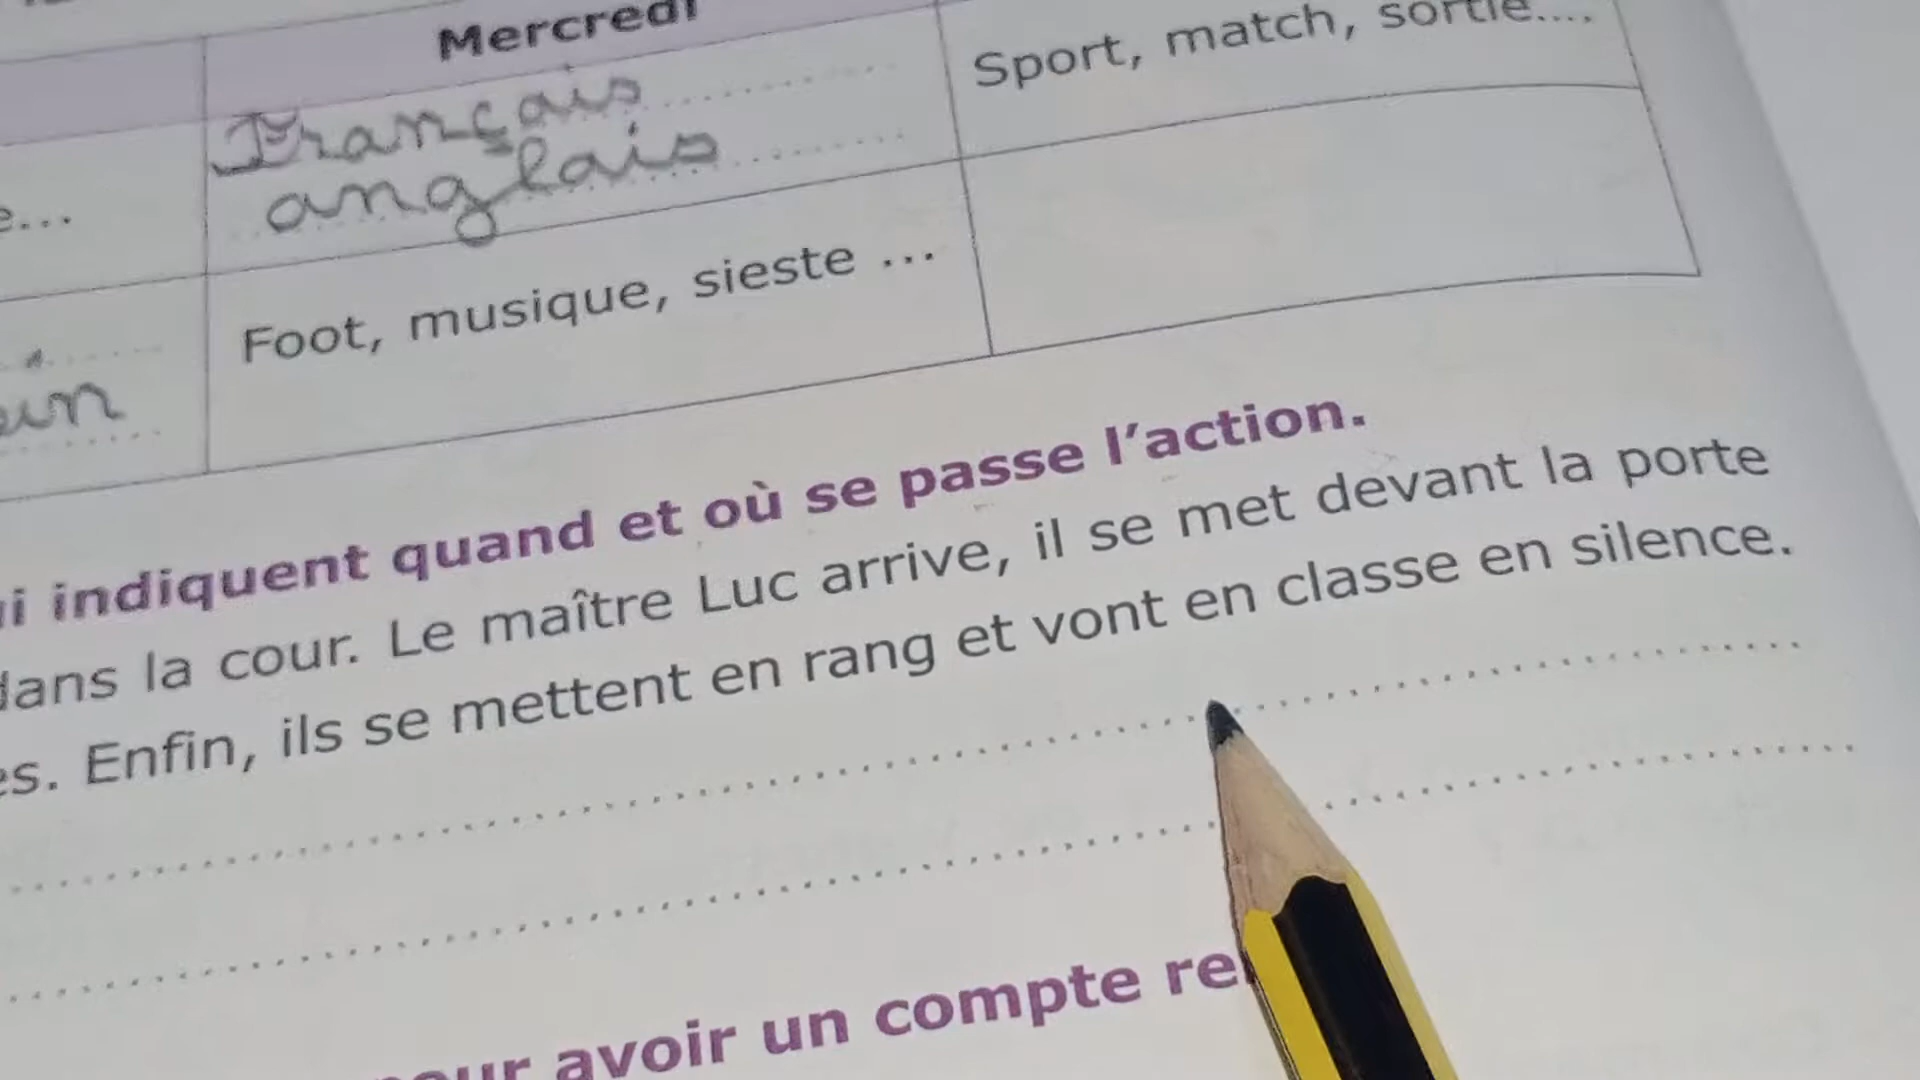 Mercredi
Français
anglais
Sport, match, sortie....
e...
Foot, musique, sieste ...
indiquent quand et où se passe l'action.
dans la cour. Le maître Luc arrive, il se met devant la porte
es. Enfin, ils se mettent en rang et vont en classe en silence.
avoir un compte re